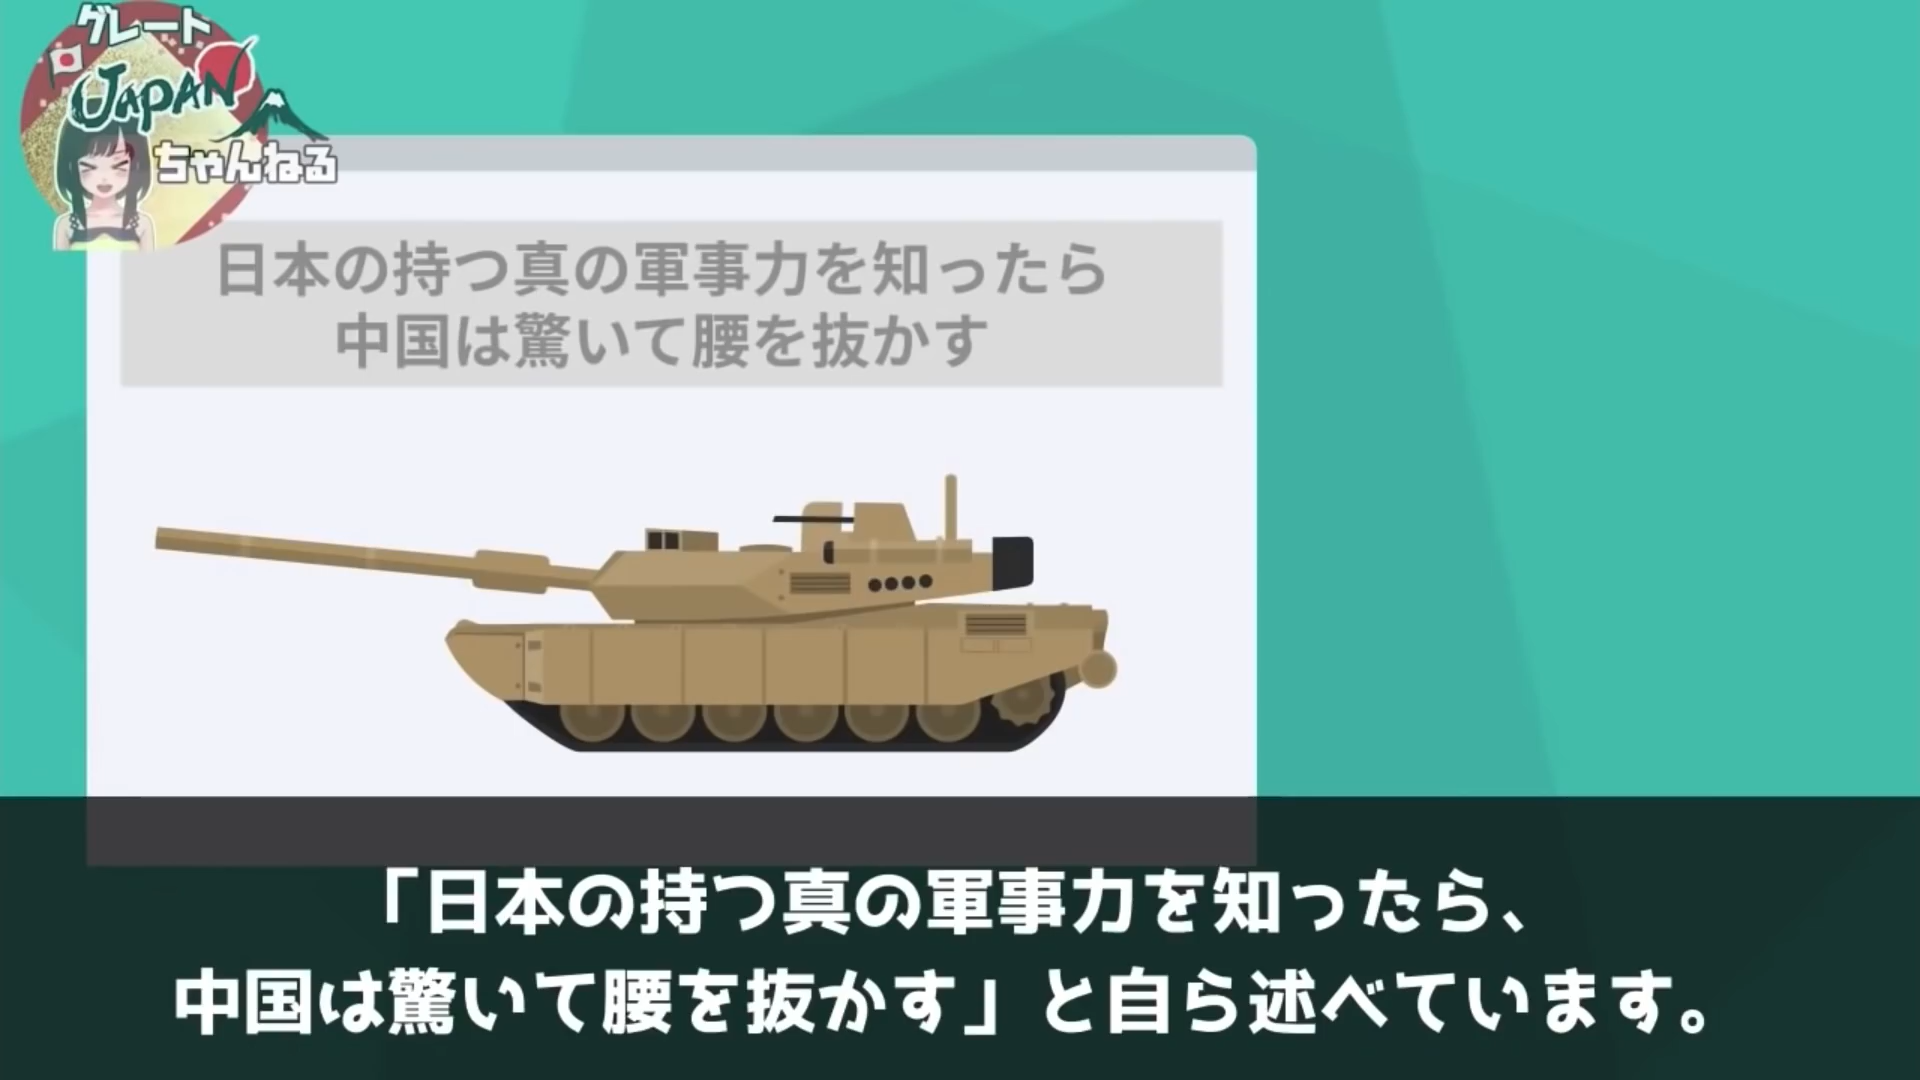 グレート
JAPAN
ちゃんねる
日本の持つ真の軍事力を知ったら
中国は驚いて腰を抜かす
「日本の持つ真の軍事力を知ったら、
中国は驚いて腰を抜かす」と自ら述べています。